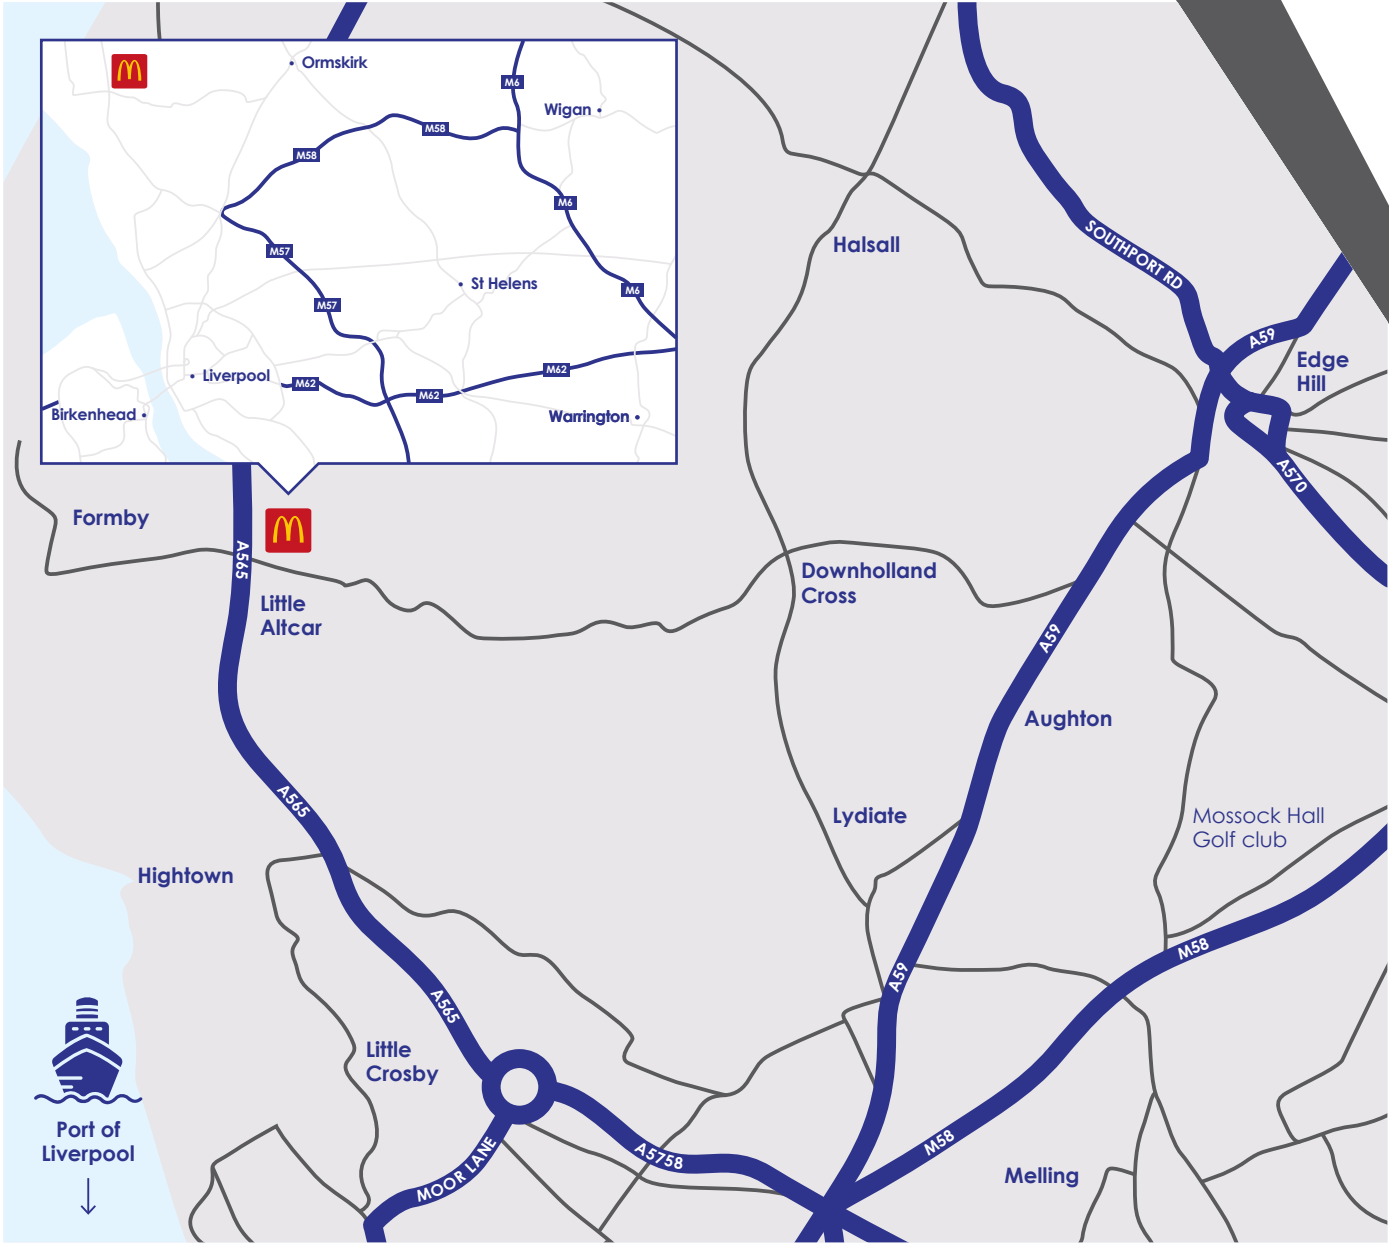 Ormskirk
M6
Wigan
M58
M58
M6
M57
St Helens
M6
M57
Liverpool
M62
M62
M62
Birkenhead
Warrington
Halsall
SOUTHPORT RD
A59
Edge
Hill
A570
Formby
A565
Little
Altcar
Downholland
Cross
A59
Aughton
A565
Lydiate
Mossock Hall
Golf club
Hightown
A59
M58
A565
Little
Crosby
Port of
Liverpool
MOOR LANE
A5758
M58
Melling